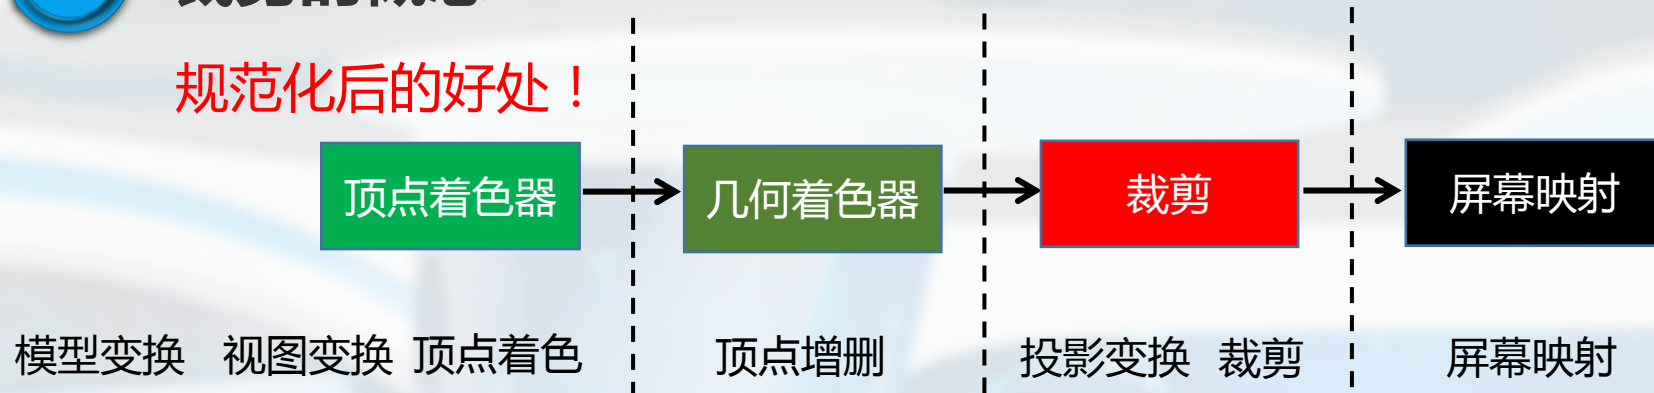 规范化后的好处！
顶点着色器 几何着色器 裁剪 屏幕映射
模型变换 视图变换 顶点着色 顶点增删 投影变换 裁剪 屏幕映射